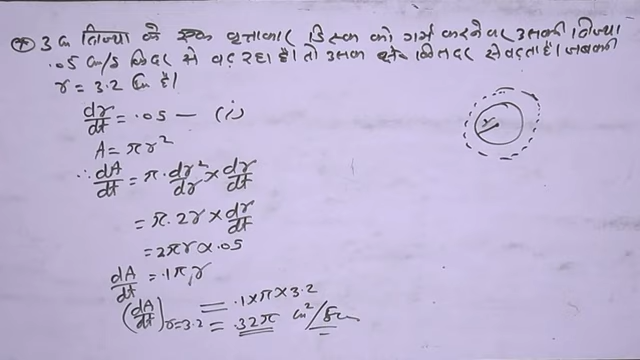 3 cm त्रिज्या के एक वृत्ताकार डिस्क को गर्म करने पर उसकी त्रिज्या
.05 cm/s की दर से बढ़ रहा है। तो उसका क्षे० किस दर से बढ़ता है। जबकी
r = 3.2 cm है।
dr/dt = .05 — (i)
A = πr²
∴ dA/dt = π · dr²/dr × dr/dt
= π · 2r × dr/dt
= 2πr × .05
dA/dt = .1πr
(dA/dt) r=3.2 = .1×π×3.2
= .32π cm²/Sec
r